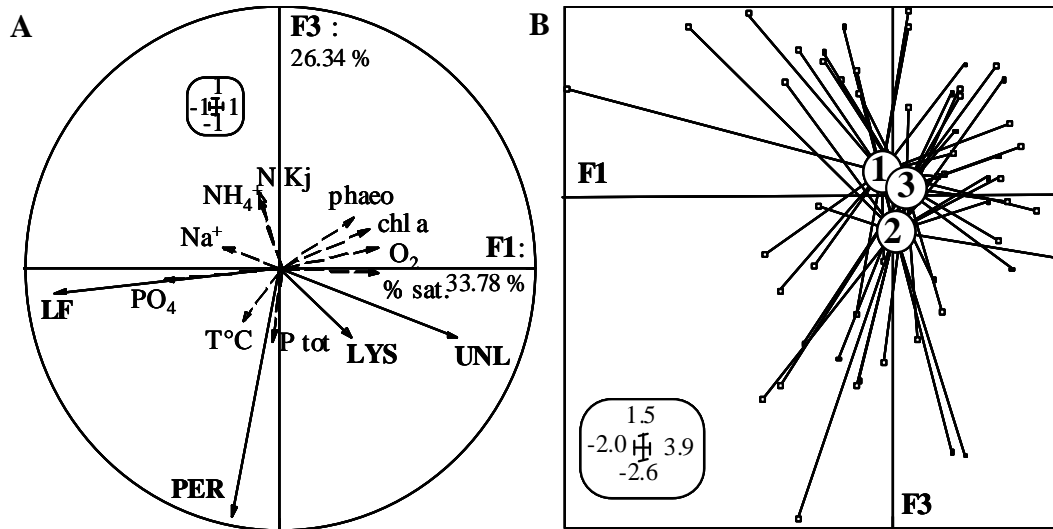 A
F3 :
26.34 %
1
-1 1
-1
N Kj
NH4+
phaeo
chl a
Na+
O2
F1:
% sat.
33.78 %
LF
PO4
T°C
P tot
LYS
UNL
PER
B
F1
1
3
2
1.5
-2.0 3.9
-2.6
F3